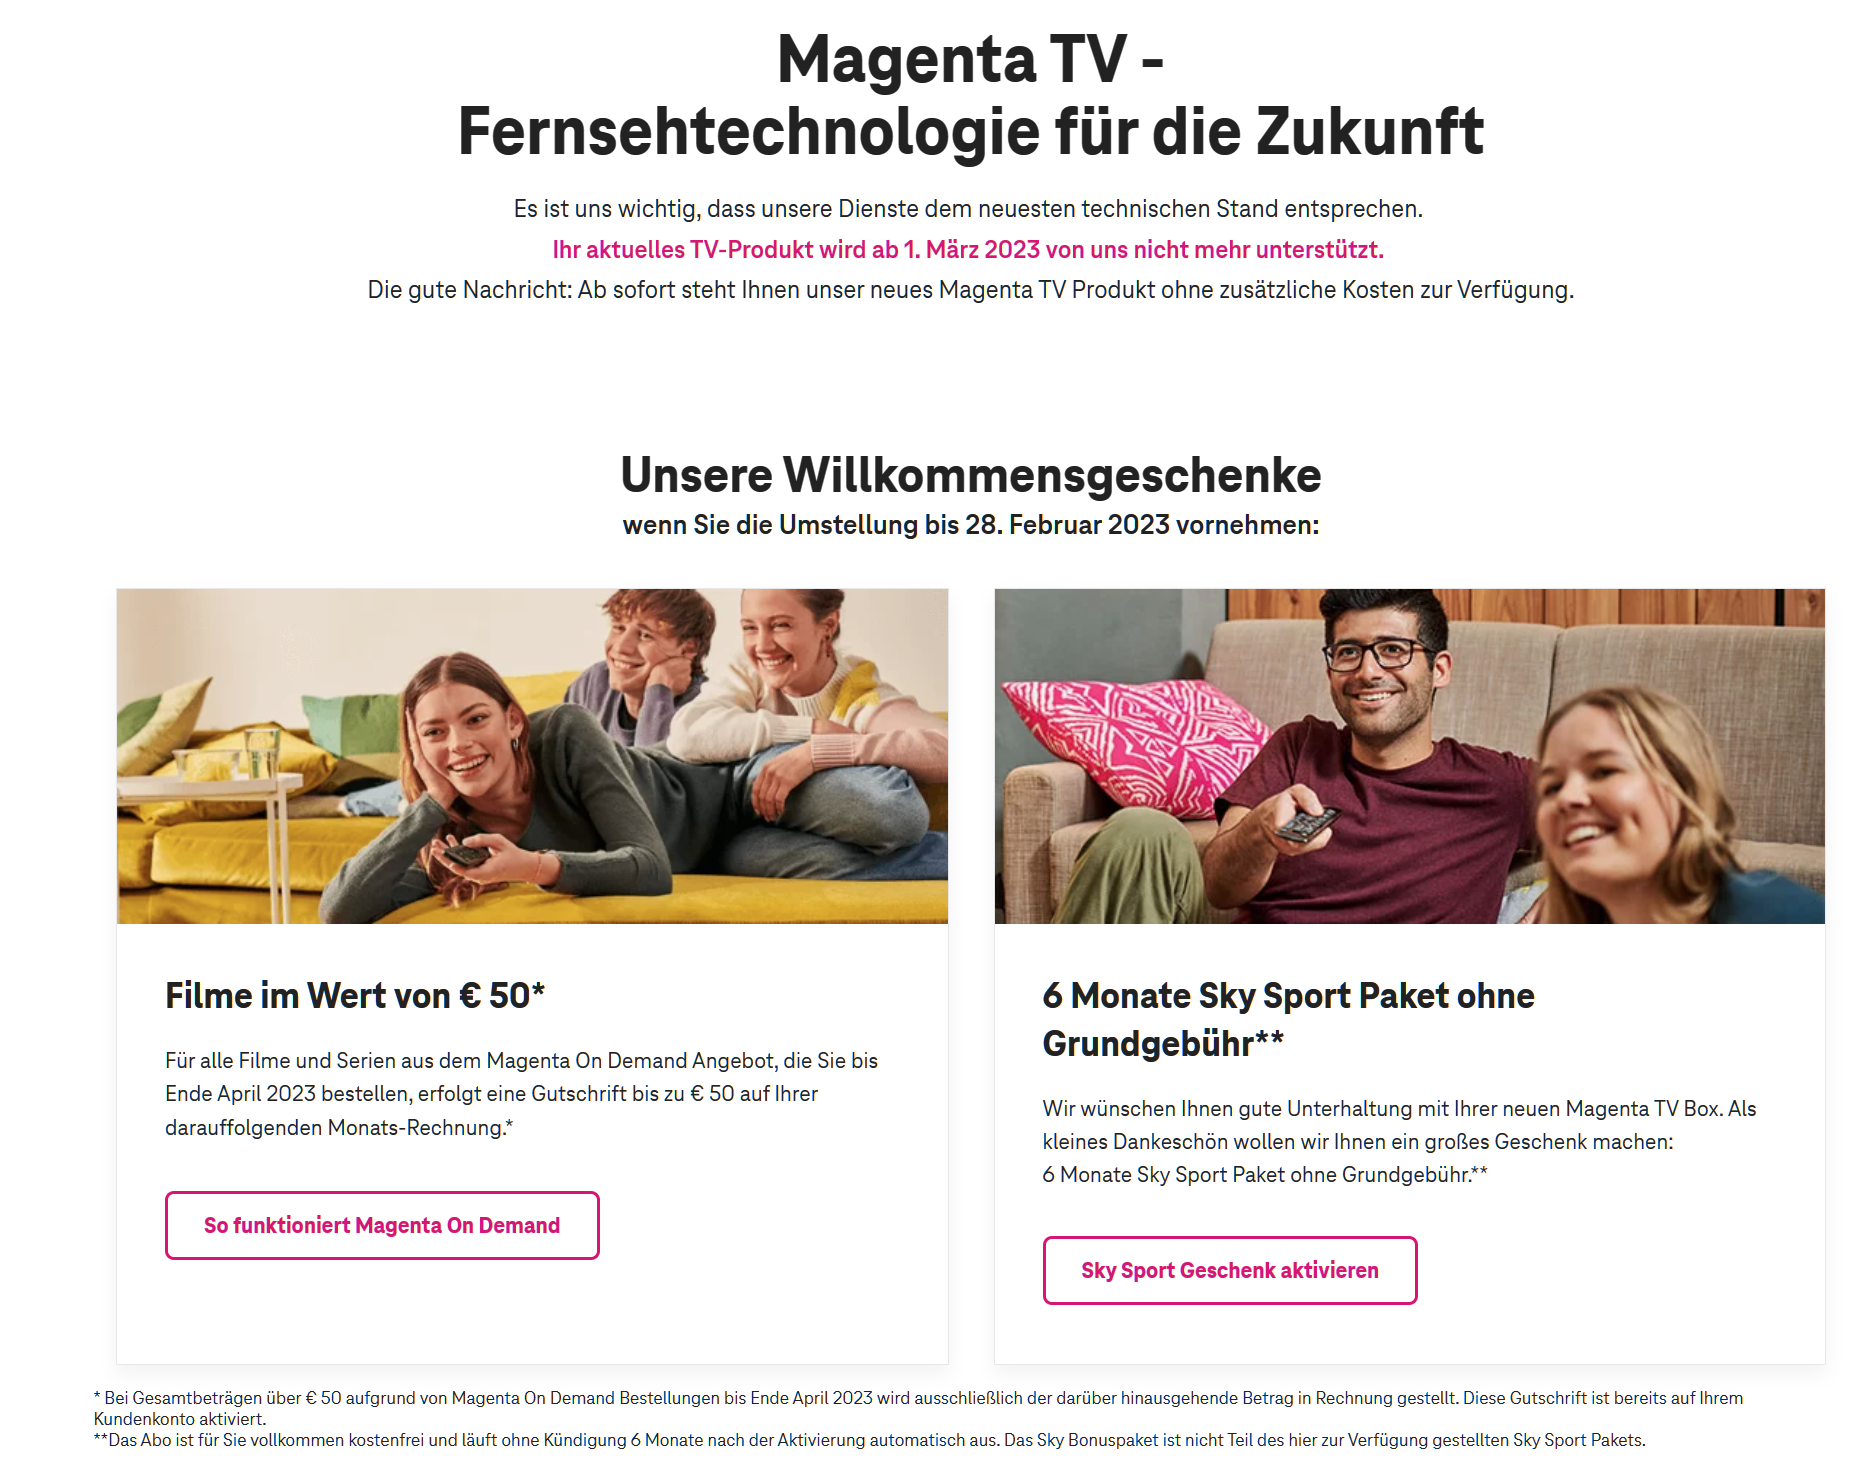 Magenta TV -
Fernsehtechnologie für die Zukunft
Es ist uns wichtig, dass unsere Dienste dem neuesten technischen Stand entsprechen.
Ihr aktuelles TV-Produkt wird ab 1. März 2023 von uns nicht mehr unterstützt.
Die gute Nachricht: Ab sofort steht Ihnen unser neues Magenta TV Produkt ohne zusätzliche Kosten zur Verfügung.
Unsere Willkommensgeschenke
wenn Sie die Umstellung bis 28. Februar 2023 vornehmen:
Filme im Wert von € 50*
Für alle Filme und Serien aus dem Magenta On Demand Angebot, die Sie bis
Ende April 2023 bestellen, erfolgt eine Gutschrift bis zu € 50 auf Ihrer
darauffolgenden Monats-Rechnung.*
So funktioniert Magenta On Demand
6 Monate Sky Sport Paket ohne
Grundgebühr**
Wir wünschen Ihnen gute Unterhaltung mit Ihrer neuen Magenta TV Box. Als
kleines Dankeschön wollen wir Ihnen ein großes Geschenk machen:
6 Monate Sky Sport Paket ohne Grundgebühr.**
Sky Sport Geschenk aktivieren
* Bei Gesamtbeträgen über € 50 aufgrund von Magenta On Demand Bestellungen bis Ende April 2023 wird ausschließlich der darüber hinausgehende Betrag in Rechnung gestellt. Diese Gutschrift ist bereits auf Ihrem
Kundenkonto aktiviert.
**Das Abo ist für Sie vollkommen kostenfrei und läuft ohne Kündigung 6 Monate nach der Aktivierung automatisch aus. Das Sky Bonuspaket ist nicht Teil des hier zur Verfügung gestellten Sky Sport Pakets.